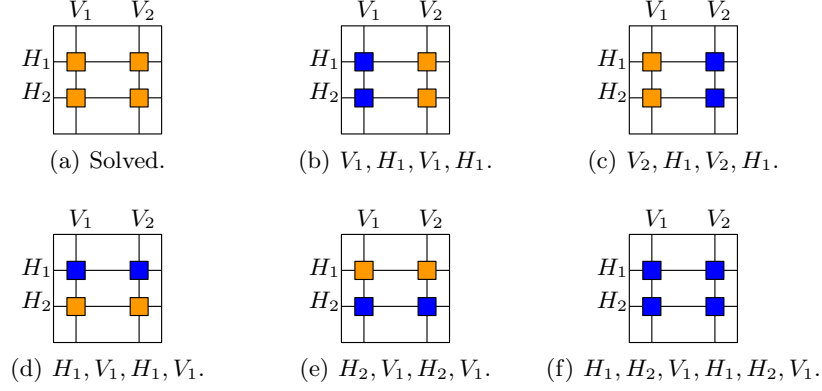 V₁ V₂ V₁ V₂ V₁ V₂
H₁ H₁ H₁
H₂ H₂ H₂
(a) Solved. (b) V₁, H₁, V₁, H₁. (c) V₂, H₁, V₂, H₁.
V₁ V₂ V₁ V₂ V₁ V₂
H₁ H₁ H₁
H₂ H₂ H₂
(d) H₁, V₁, H₁, V₁. (e) H₂, V₁, H₂, V₁. (f) H₁, H₂, V₁, H₁, H₂, V₁.